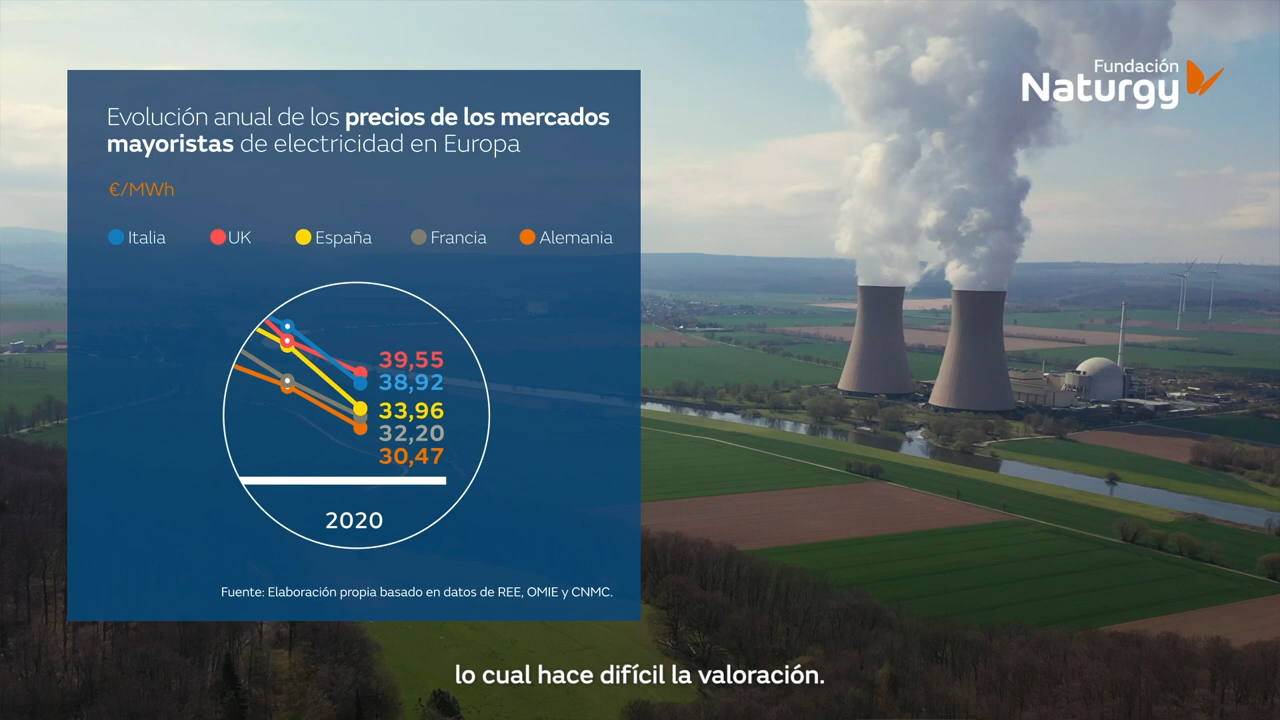 Fundación
Naturgy
Evolución anual de los precios de los mercados
mayoristas de electricidad en Europa
€/MWh
Italia UK España Francia Alemania
39,55
38,92
33,96
32,20
30,47
2020
Fuente: Elaboración propia basado en datos de REE, OMIE y CNMC.
lo cual hace difícil la valoración.